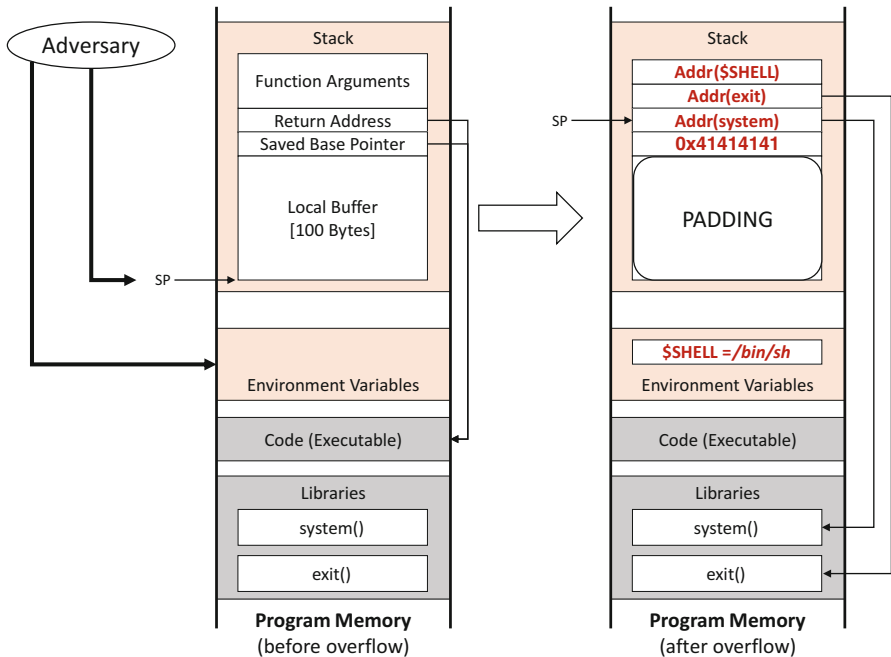 Adversary
Stack
Function Arguments
Return Address
Saved Base Pointer
Local Buffer
[100 Bytes]
SP
Environment Variables
Code (Executable)
Libraries
system()
exit()
Program Memory
(before overflow)
Stack
Addr($SHELL)
Addr(exit)
SP
Addr(system)
0x41414141
PADDING
$SHELL =/bin/sh
Environment Variables
Code (Executable)
Libraries
system()
exit()
Program Memory
(after overflow)